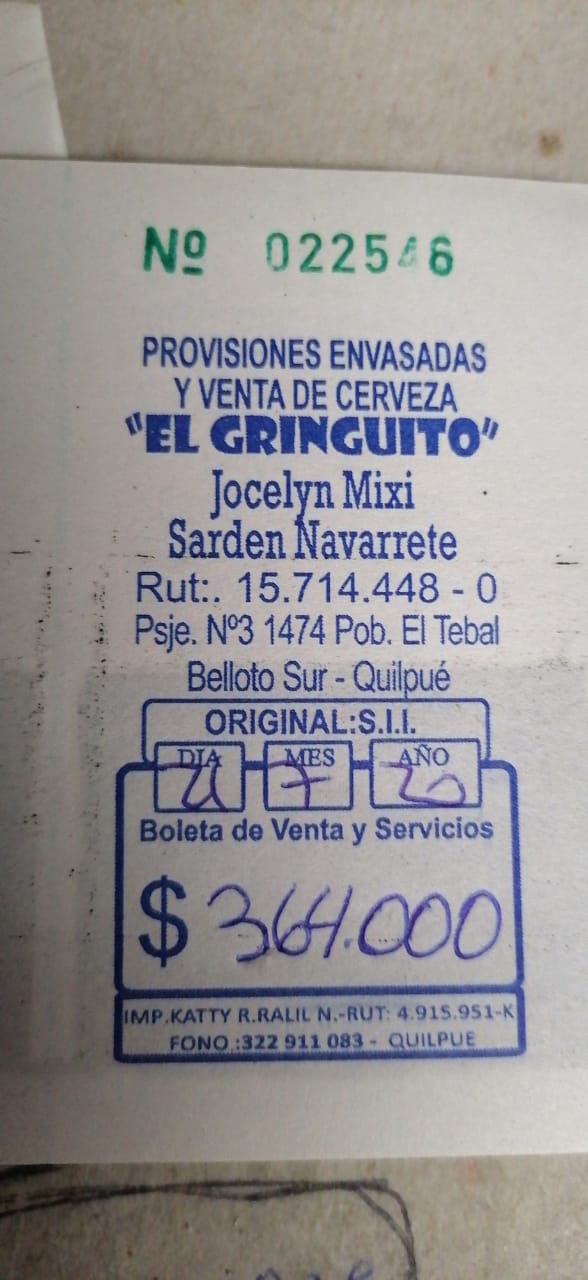 Nº 022546
PROVISIONES ENVASADAS
Y VENTA DE CERVEZA
"EL GRINGUITO"
Jocelyn Mixi
Sarden Navarrete
Rut:. 15.714.448 - 0
Psje. Nº3 1474 Pob. El Tebal
Belloto Sur - Quilpué
ORIGINAL:S.I.I.
DIA MES AÑO
21 7 20
Boleta de Venta y Servicios
$ 364.000
IMP.KATTY R.RALIL N.-RUT: 4.915.951-K
FONO.:322 911 083 - QUILPUE